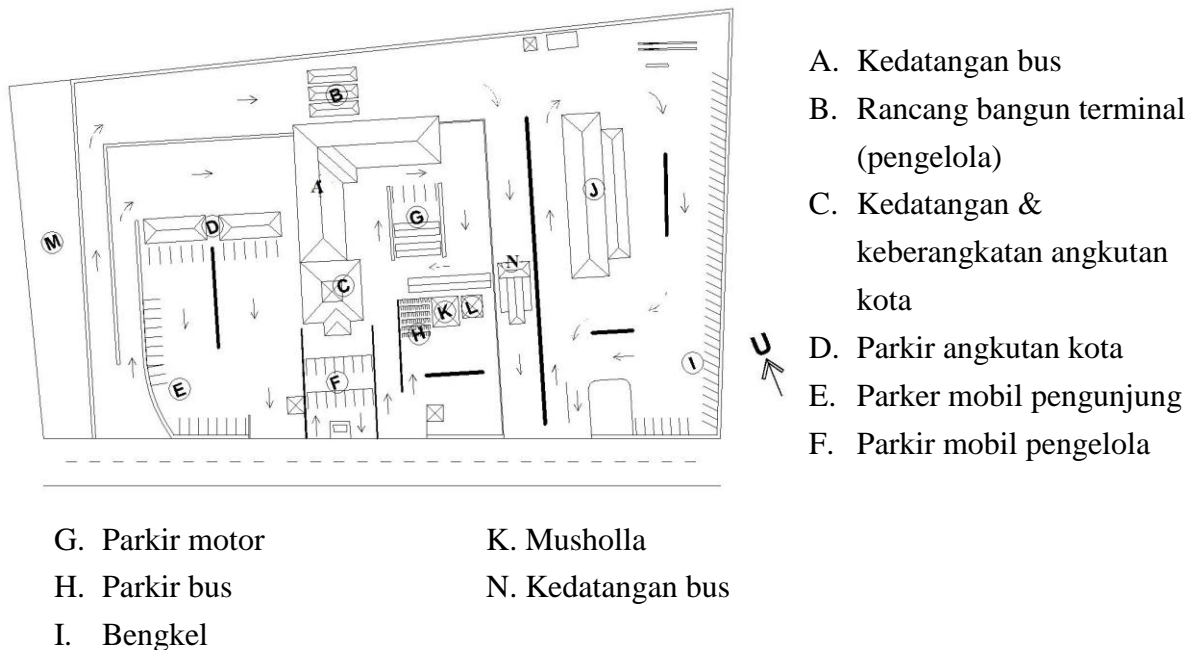 B
A
D
G
J
M
N
C
K
L
H
U
I
E
F
A. Kedatangan bus
B. Rancang bangun terminal
(pengelola)
C. Kedatangan &
keberangkatan angkutan
kota
D. Parkir angkutan kota
E. Parker mobil pengunjung
F. Parkir mobil pengelola
G. Parkir motor
H. Parkir bus
I. Bengkel
K. Musholla
N. Kedatangan bus